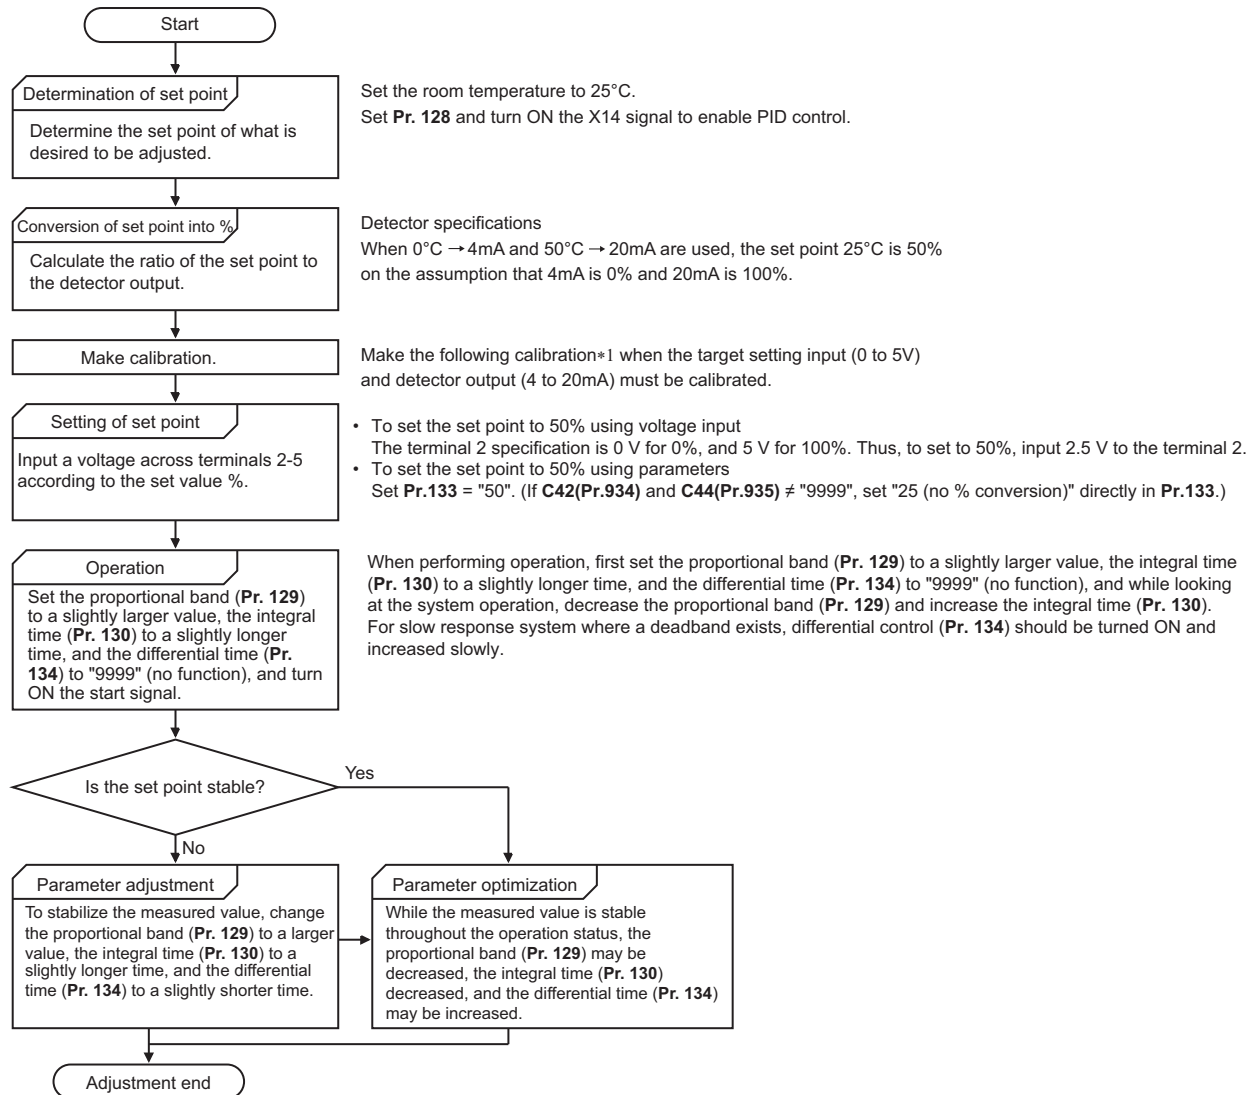 Start
Determination of set point
Determine the set point of what is
desired to be adjusted.
Set the room temperature to 25°C.
Set Pr. 128 and turn ON the X14 signal to enable PID control.
Conversion of set point into %
Calculate the ratio of the set point to
the detector output.
Detector specifications
When 0°C → 4mA and 50°C → 20mA are used, the set point 25°C is 50%
on the assumption that 4mA is 0% and 20mA is 100%.
Make calibration.
Make the following calibration*1 when the target setting input (0 to 5V)
and detector output (4 to 20mA) must be calibrated.
Setting of set point
Input a voltage across terminals 2-5
according to the set value %.
• To set the set point to 50% using voltage input
The terminal 2 specification is 0 V for 0%, and 5 V for 100%. Thus, to set to 50%, input 2.5 V to the terminal 2.
• To set the set point to 50% using parameters
Set Pr.133 = "50". (If C42(Pr.934) and C44(Pr.935) ≠ "9999", set "25 (no % conversion)" directly in Pr.133.)
Operation
Set the proportional band (Pr. 129)
to a slightly larger value, the integral
time (Pr. 130) to a slightly longer
time, and the differential time (Pr.
134) to "9999" (no function), and turn
ON the start signal.
When performing operation, first set the proportional band (Pr. 129) to a slightly larger value, the integral time
(Pr. 130) to a slightly longer time, and the differential time (Pr. 134) to "9999" (no function), and while looking
at the system operation, decrease the proportional band (Pr. 129) and increase the integral time (Pr. 130).
For slow response system where a deadband exists, differential control (Pr. 134) should be turned ON and
increased slowly.
Is the set point stable?
Yes
No
Parameter adjustment
To stabilize the measured value, change
the proportional band (Pr. 129) to a larger
value, the integral time (Pr. 130) to a
slightly longer time, and the differential
time (Pr. 134) to a slightly shorter time.
Parameter optimization
While the measured value is stable
throughout the operation status, the
proportional band (Pr. 129) may be
decreased, the integral time (Pr. 130)
decreased, and the differential time (Pr. 134)
may be increased.
Adjustment end